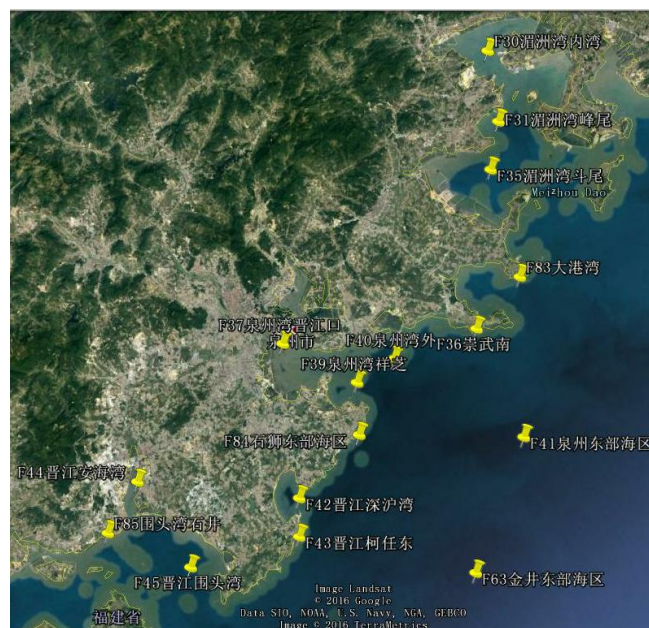 F30湄洲湾内湾
F31湄洲湾峰尾
F35湄洲湾斗尾
Meizhou Dao
F83大港湾
F37泉州湾晋江口
泉州市
F40泉州湾外
F36崇武南
F39泉州湾祥芝
F84石狮东部海区
F41泉州东部海区
F44晋江安海湾
F42晋江深沪湾
F85围头湾石井
F43晋江柯任东
F45晋江围头湾
F63金井东部海区
福建省
Image Landsat
© 2016 Google
Data SIO, NOAA, U.S. Navy, NGA, GEBCO
Image © 2016 TerraMetrics